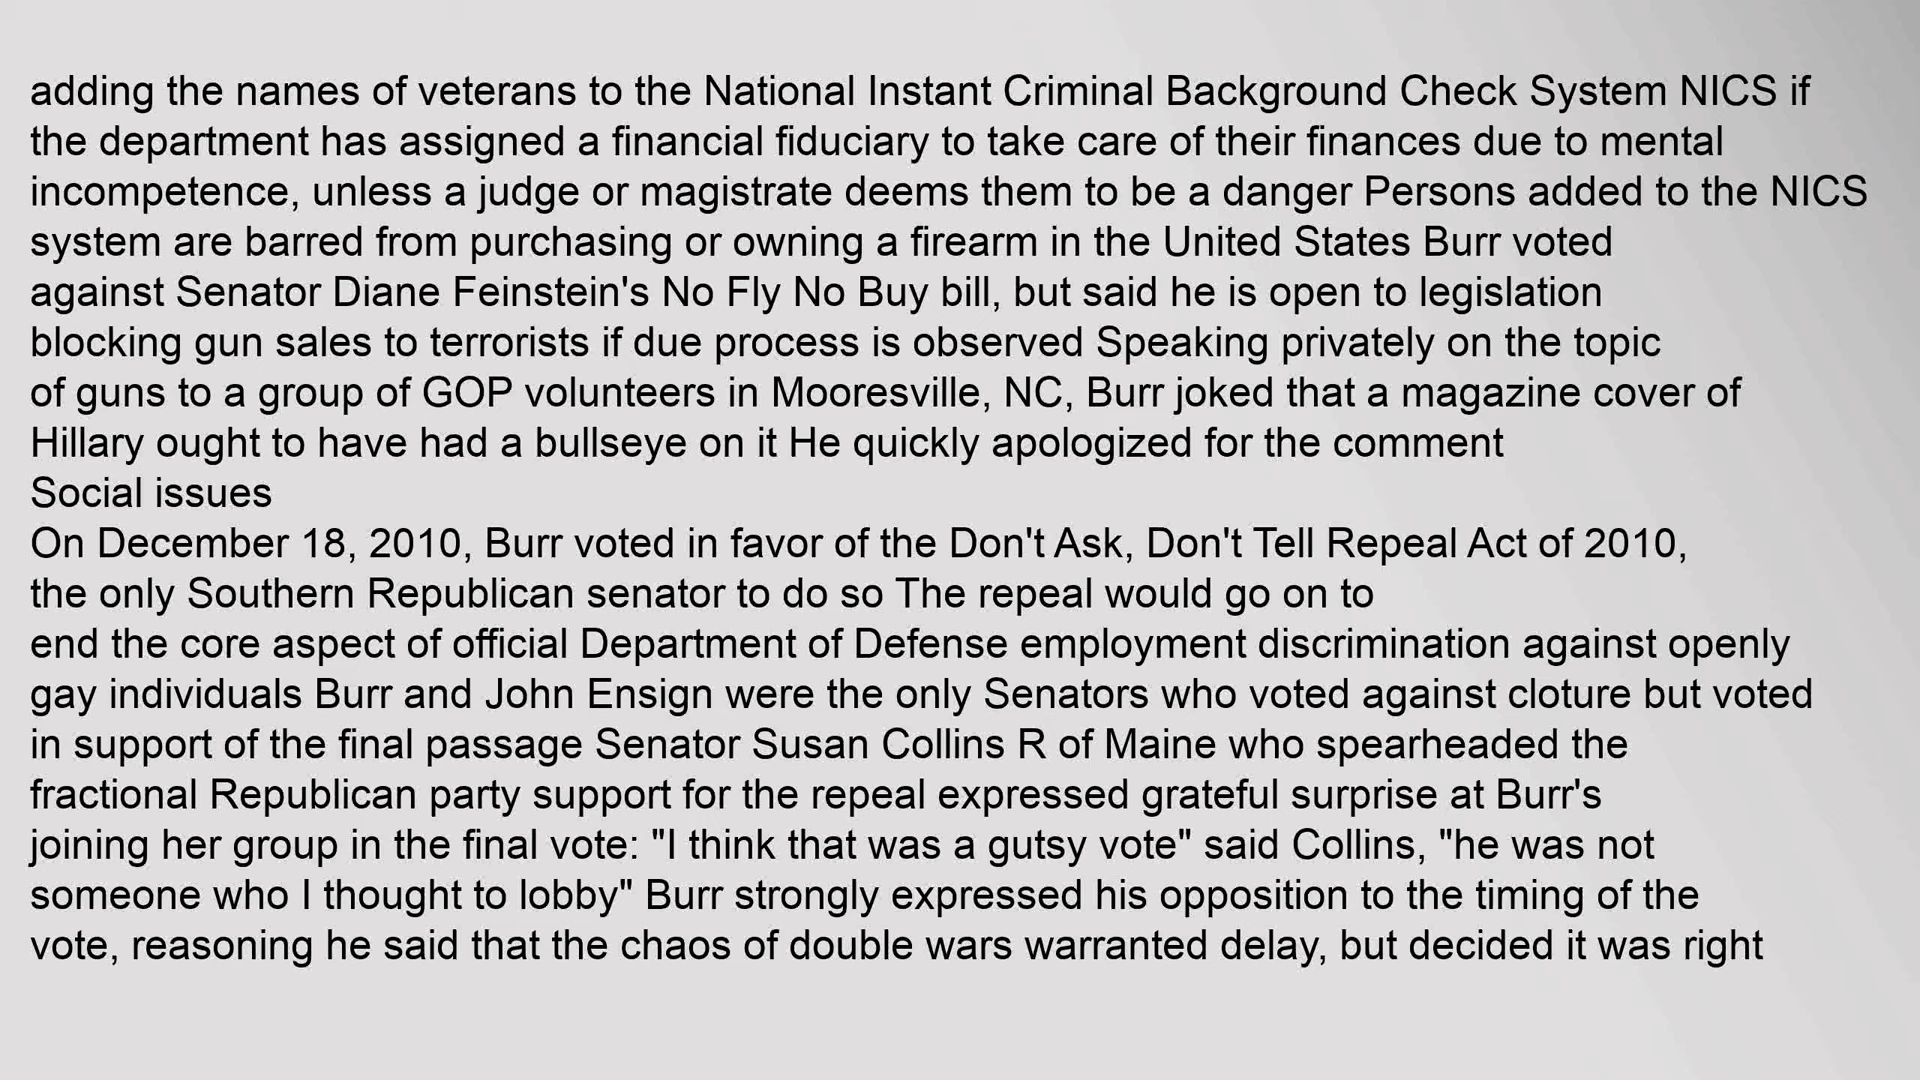 adding the names of veterans to the National Instant Criminal Background Check System NICS if
the department has assigned a financial fiduciary to take care of their finances due to mental
incompetence, unless a judge or magistrate deems them to be a danger Persons added to the NICS
system are barred from purchasing or owning a firearm in the United States Burr voted
against Senator Diane Feinstein's No Fly No Buy bill, but said he is open to legislation
blocking gun sales to terrorists if due process is observed Speaking privately on the topic
of guns to a group of GOP volunteers in Mooresville, NC, Burr joked that a magazine cover of
Hillary ought to have had a bullseye on it He quickly apologized for the comment
Social issues
On December 18, 2010, Burr voted in favor of the Don't Ask, Don't Tell Repeal Act of 2010,
the only Southern Republican senator to do so The repeal would go on to
end the core aspect of official Department of Defense employment discrimination against openly
gay individuals Burr and John Ensign were the only Senators who voted against cloture but voted
in support of the final passage Senator Susan Collins R of Maine who spearheaded the
fractional Republican party support for the repeal expressed grateful surprise at Burr's
joining her group in the final vote: "I think that was a gutsy vote" said Collins, "he was not
someone who I thought to lobby" Burr strongly expressed his opposition to the timing of the
vote, reasoning he said that the chaos of double wars warranted delay, but decided it was right